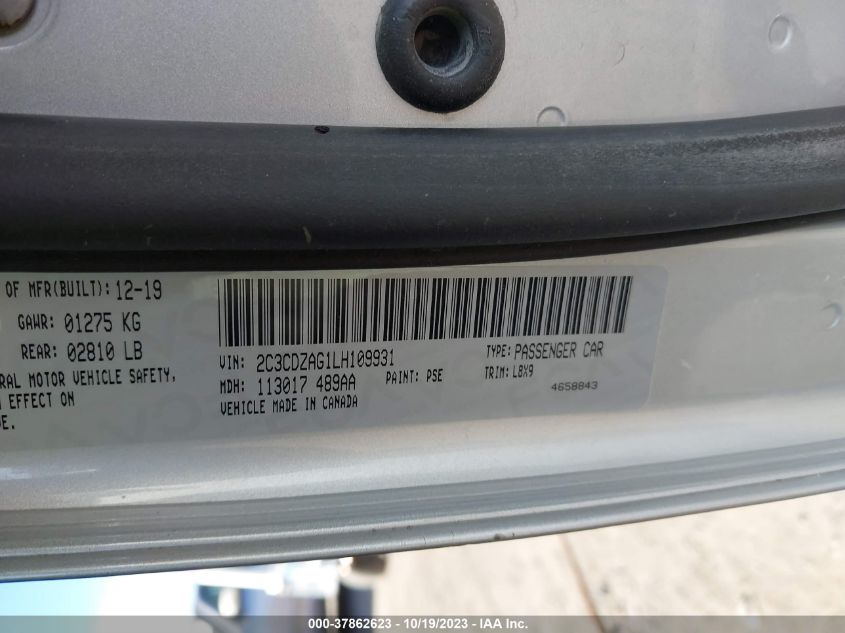 OF MFR(BUILT): 12-19
GAWR: 01275 KG
REAR: 02810 LB
RAL MOTOR VEHICLE SAFETY,
EFFECT ON
E.
VIN: 2C3CDZAG1LH109931
TYPE: PASSENGER CAR
MDH: 113017 489AA
PAINT: PSE
TRIM: L8X9
VEHICLE MADE IN CANADA
4658843
000-37862623 - 10/19/2023 - IAA Inc.